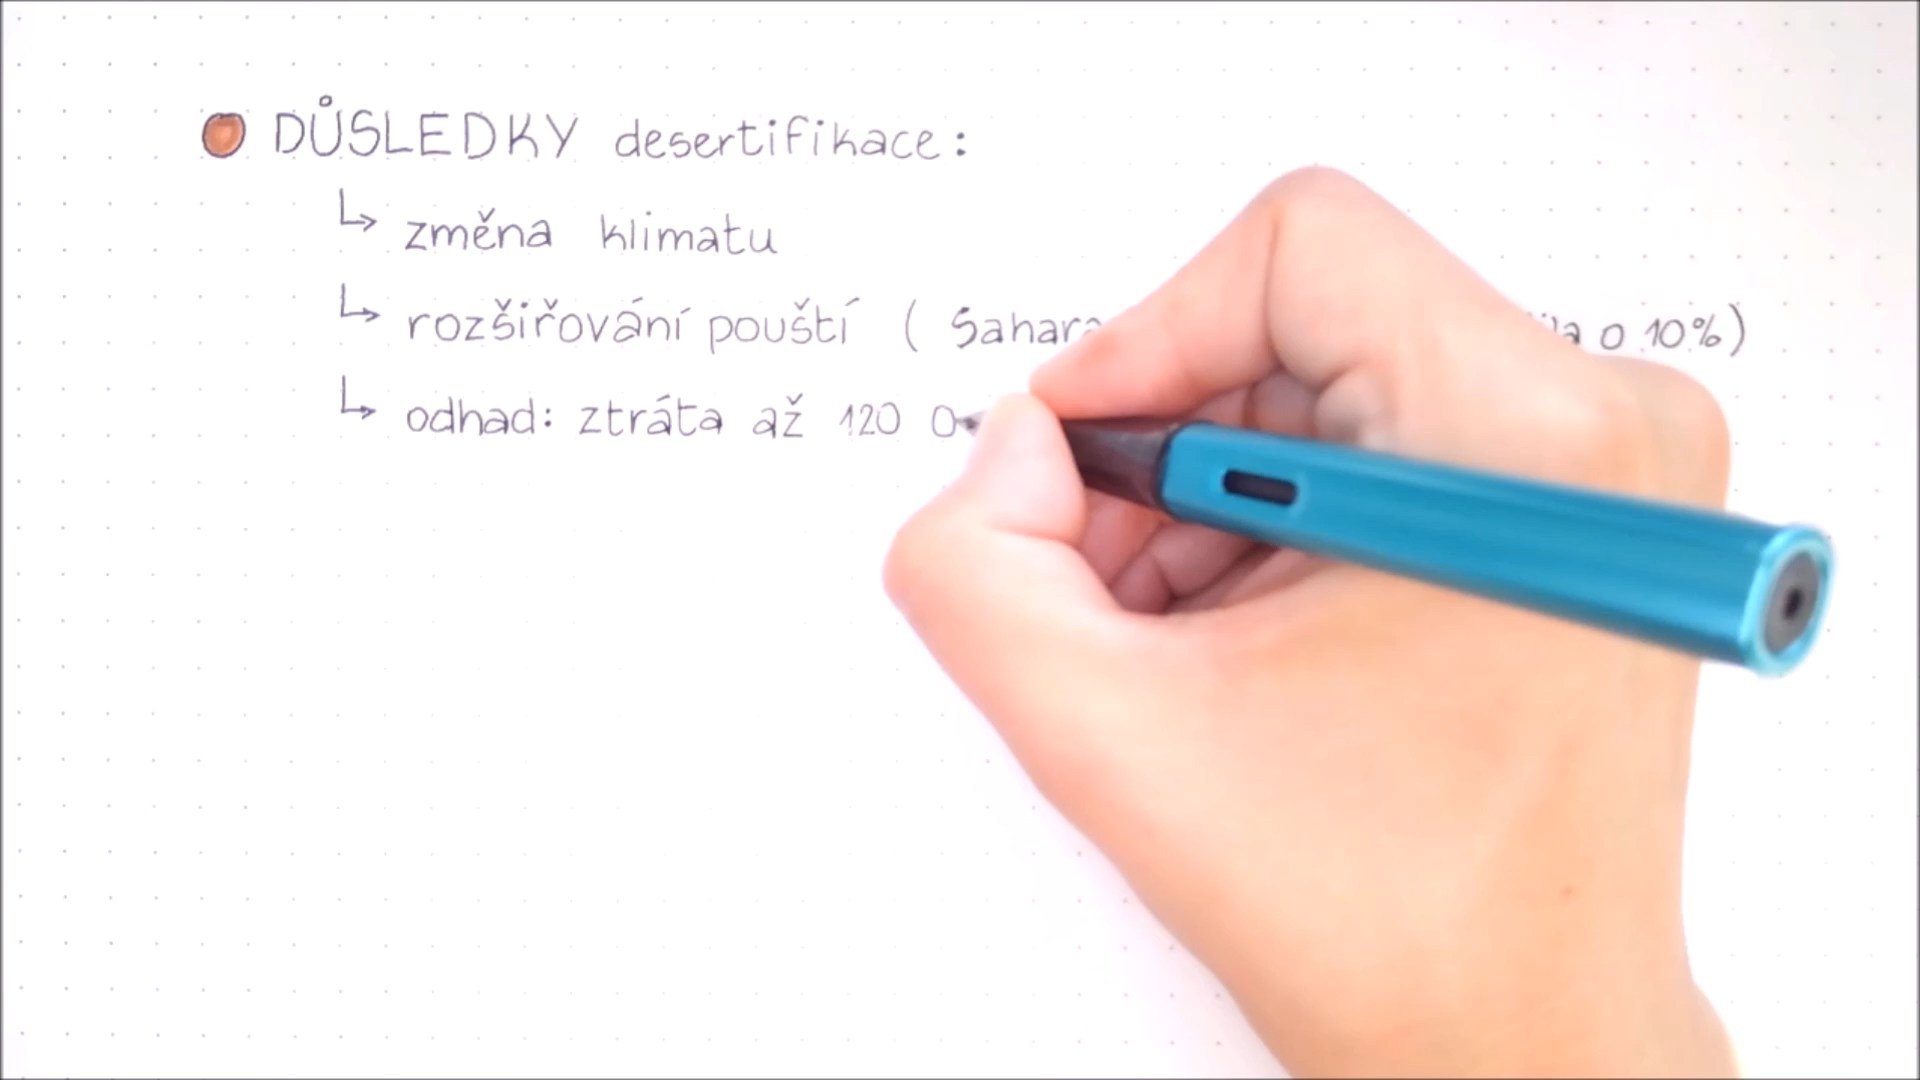 DŮSLEDKY desertifikace:
↳ změna klimatu
↳ rozšiřování pouští ( Sahara o 10%)
↳ odhad: ztráta až 120 0